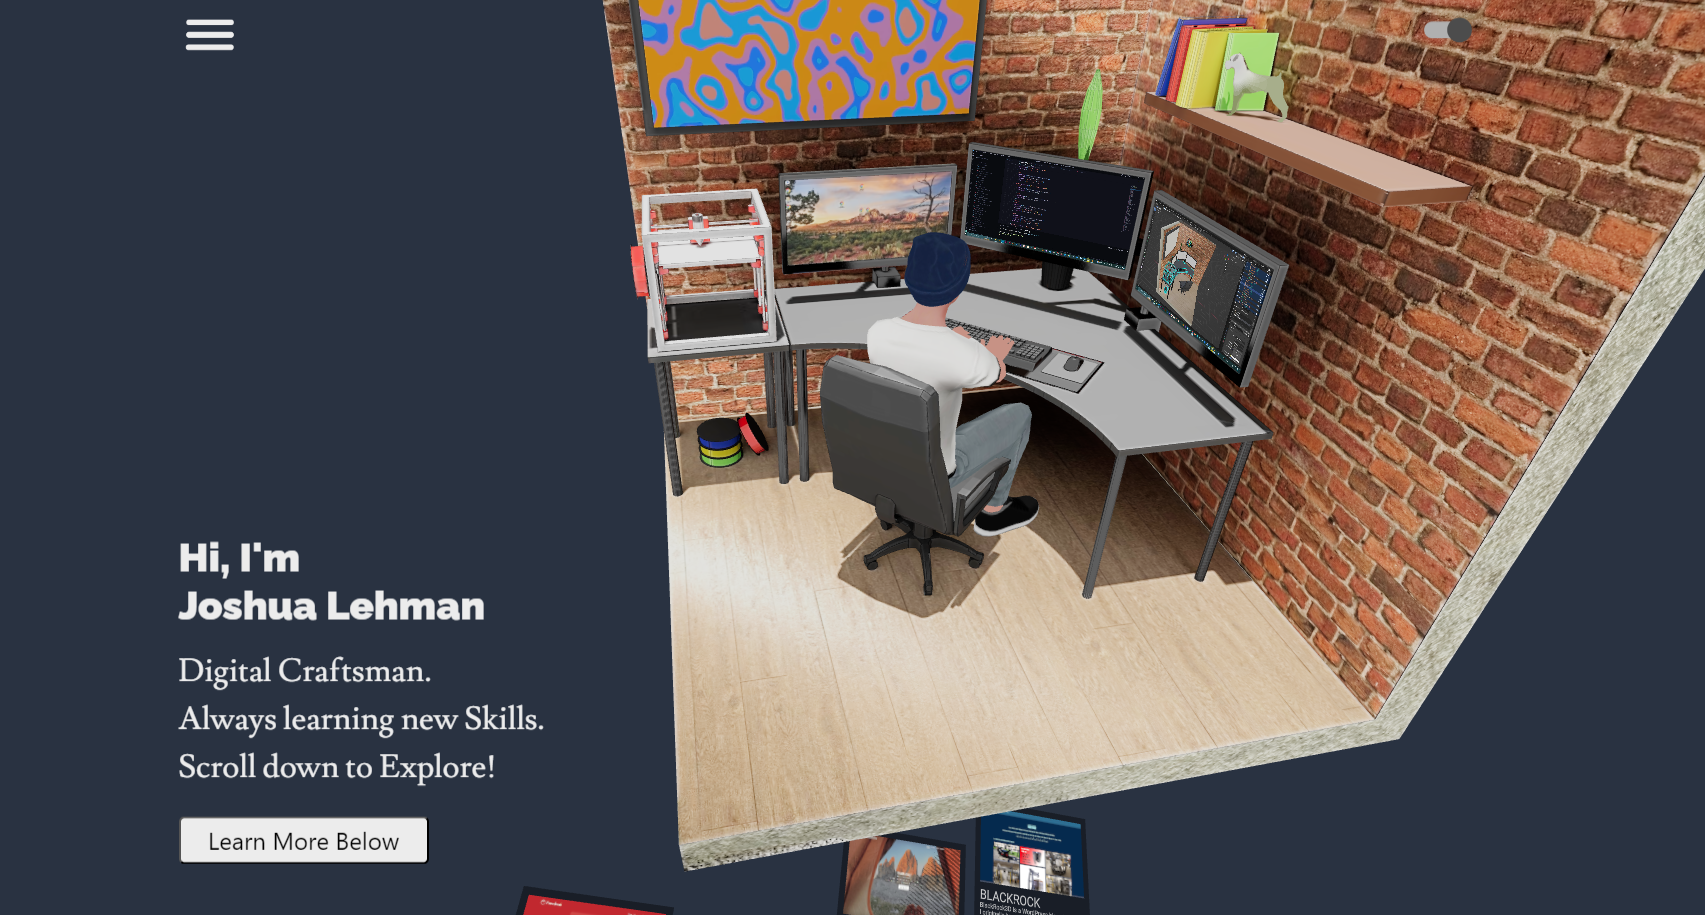 Hi, I'm
Joshua Lehman
Digital Craftsman.
Always learning new Skills.
Scroll down to Explore!
Learn More Below
BLACKROCK